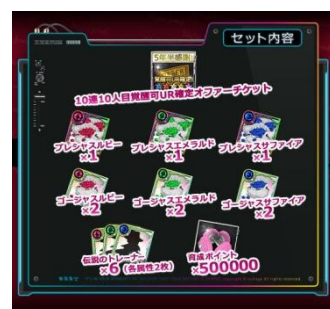 セット内容
5年半感謝
10連10人目覚醒可UR確定オファーチケット
プレシャスルビー
×1
プレシャスエメラルド
×1
プレシャスサファイア
×1
ゴージャスルビー
×2
ゴージャスエメラルド
×2
ゴージャスサファイア
×2
伝説のトレーナー
×6(各属性2枚)
育成ポイント
×500000